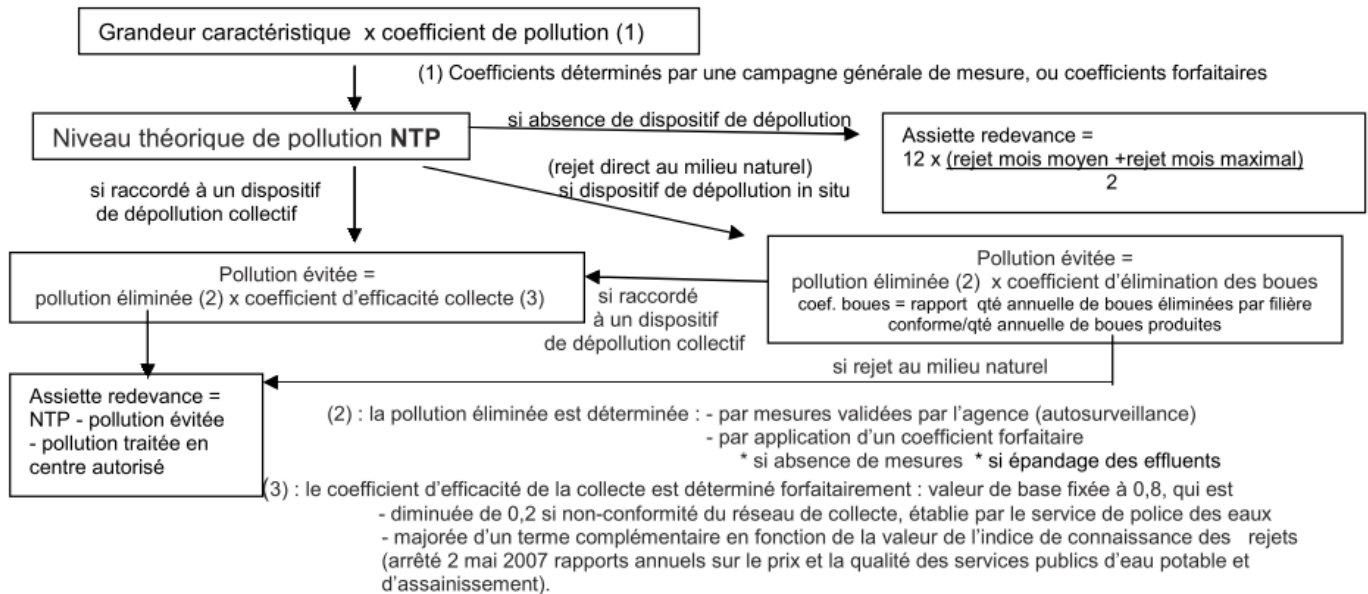 Grandeur caractéristique x coefficient de pollution (1)
(1) Coefficients déterminés par une campagne générale de mesure, ou coefficients forfaitaires
Niveau théorique de pollution NTP
si absence de dispositif de dépollution
Assiette redevance =
12 x (rejet mois moyen +rejet mois maximal)
2
(rejet direct au milieu naturel)
si dispositif de dépollution in situ
si raccordé à un dispositif
de dépollution collectif
Pollution évitée =
pollution éliminée (2) x coefficient d'efficacité collecte (3)
si raccordé
à un dispositif
de dépollution collectif
Pollution évitée =
pollution éliminée (2) x coefficient d'élimination des boues
coef. boues = rapport qté annuelle de boues éliminées par filière
conforme/qté annuelle de boues produites
si rejet au milieu naturel
Assiette redevance =
NTP - pollution évitée
- pollution traitée en
centre autorisé
(2) : la pollution éliminée est déterminée : - par mesures validées par l'agence (autosurveillance)
- par application d'un coefficient forfaitaire
* si absence de mesures * si épandage des effluents
(3) : le coefficient d'efficacité de la collecte est déterminé forfaitairement : valeur de base fixée à 0,8, qui est
- diminuée de 0,2 si non-conformité du réseau de collecte, établie par le service de police des eaux
- majorée d'un terme complémentaire en fonction de la valeur de l'indice de connaissance des rejets
(arrêté 2 mai 2007 rapports annuels sur le prix et la qualité des services publics d'eau potable et
d'assainissement).